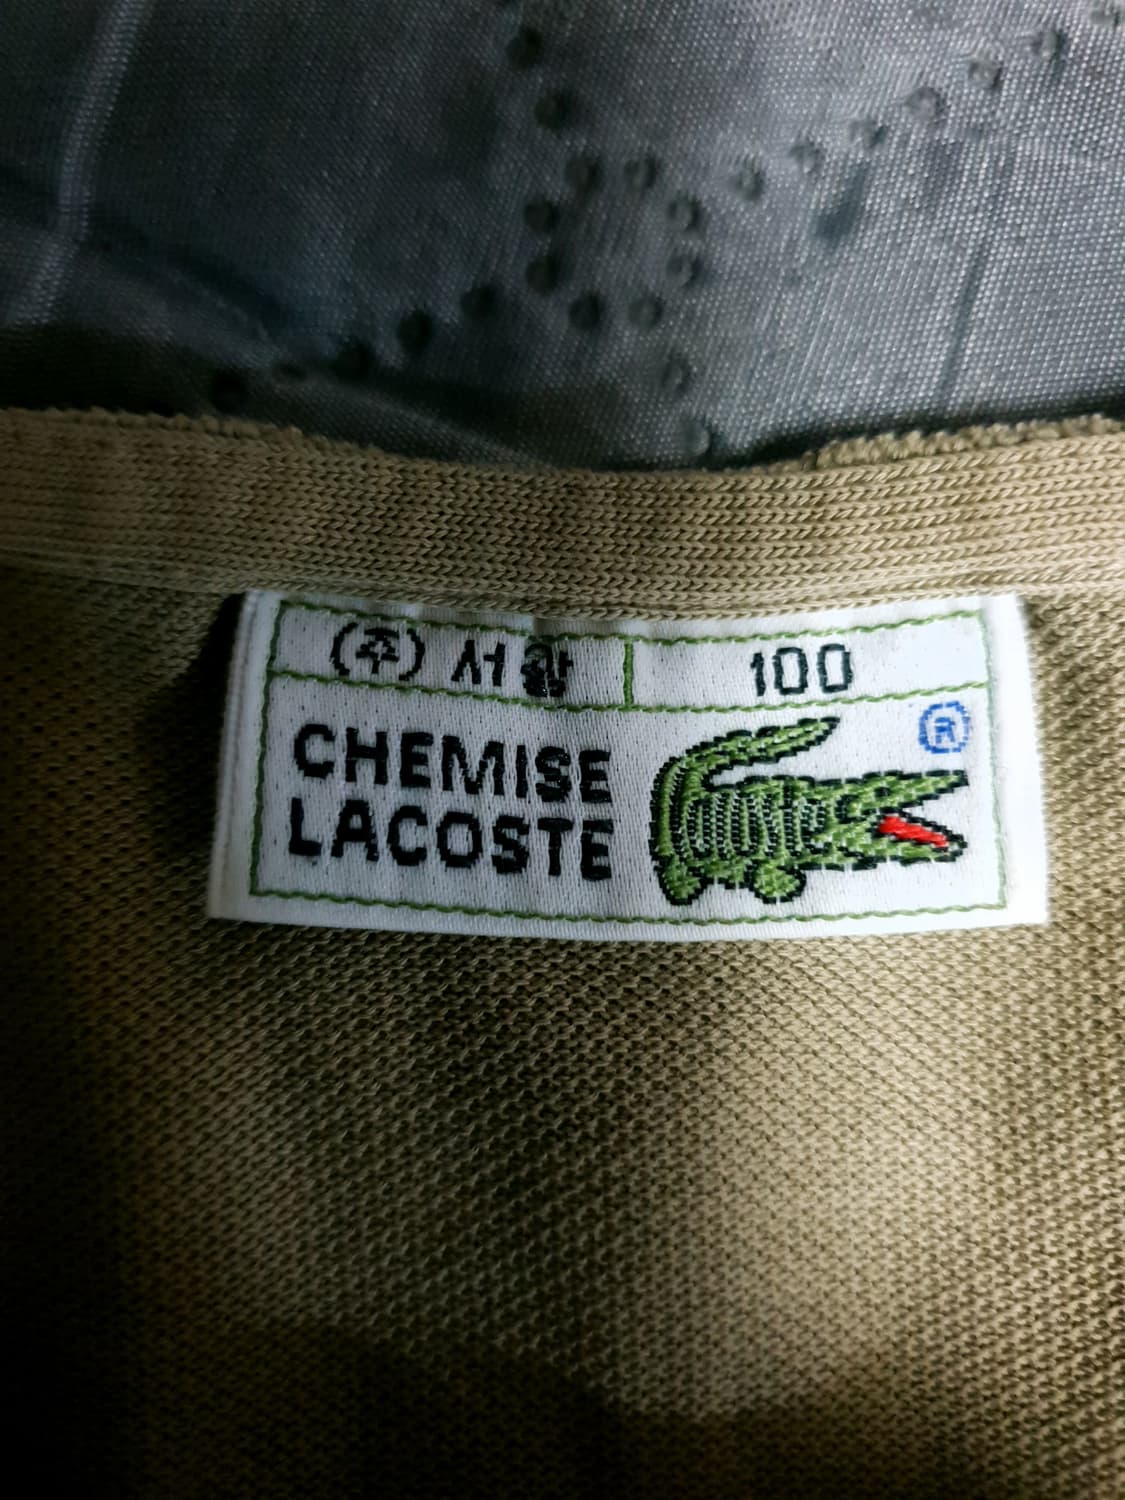 (주) 서광 100
CHEMISE
LACOSTE
®